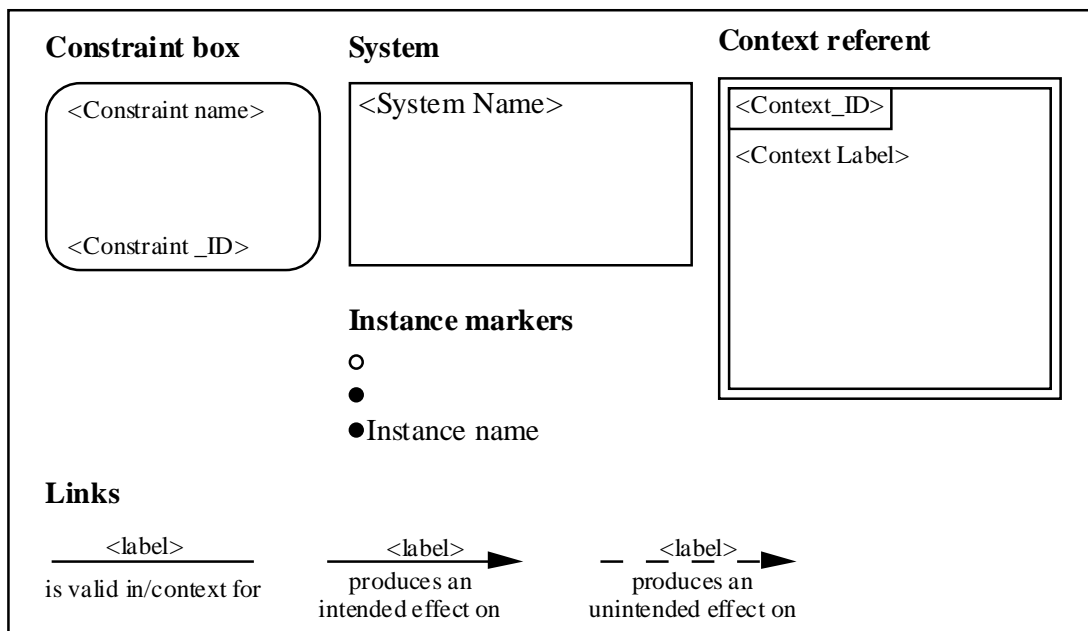 Constraint box
<Constraint name>
<Constraint _ID>
System
<System Name>
Instance markers
Instance name
Context referent
<Context_ID>
<Context Label>
Links
<label>
is valid in/context for
<label>
produces an
intended effect on
<label>
produces an
unintended effect on